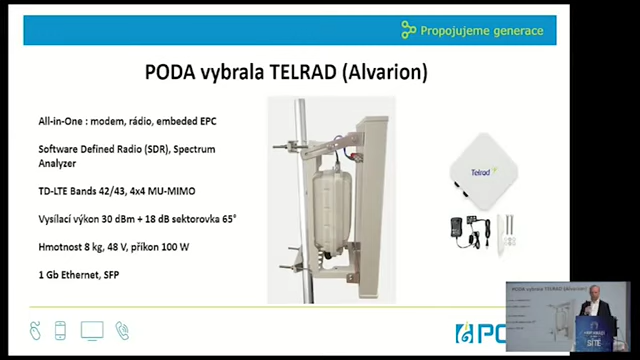 Propojujeme generace
PODA vybrala TELRAD (Alvarion)
All-in-One : modem, rádio, embeded EPC
Software Defined Radio (SDR), Spectrum
Analyzer
TD-LTE Bands 42/43, 4x4 MU-MIMO
Vysílací výkon 30 dBm + 18 dB sektorovka 65°
Hmotnost 8 kg, 48 V, příkon 100 W
1 Gb Ethernet, SFP
Telrad
PODA vybrala TELRAD (Alvarion)
SÍTĚ